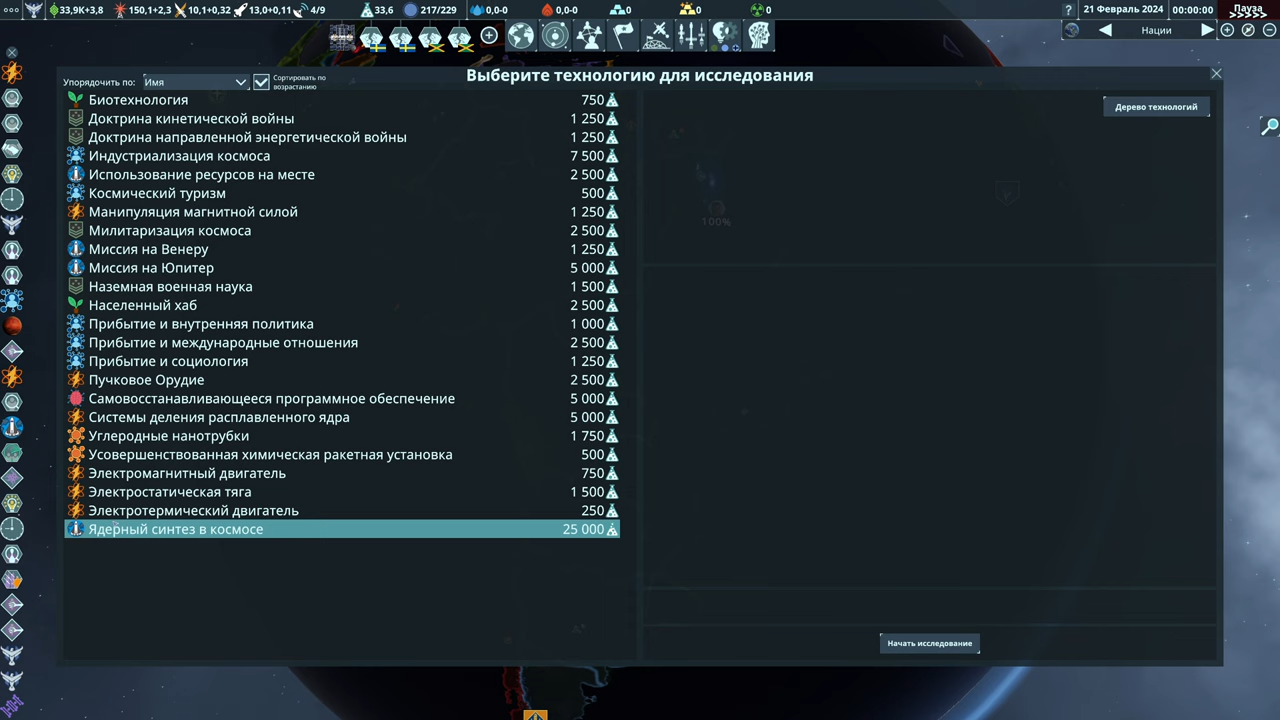 33,9K+3,8 150,1+2,3 10,1+0,32 13,0+0,11 4/9 33,6 217/229 0,0-0 0,0-0 0 0 0 ? 21 Февраль 2024 00:00:00 Пауза
>>>>>
Нации
Выберите технологию для исследования
Упорядочить по: Имя Сортировать по возрастанию
Дерево технологий
Биотехнология 750
Доктрина кинетической войны 1 250
Доктрина направленной энергетической войны 1 250
Индустриализация космоса 7 500
Использование ресурсов на месте 2 500
Космический туризм 500
Манипуляция магнитной силой 1 250
100%
Милитаризация космоса 2 500
Миссия на Венеру 1 250
Миссия на Юпитер 5 000
Наземная военная наука 1 500
Населенный хаб 2 500
Прибытие и внутренняя политика 1 000
Прибытие и международные отношения 2 500
Прибытие и социология 1 250
Пучковое Орудие 2 500
Самовосстанавливающееся программное обеспечение 5 000
Системы деления расплавленного ядра 5 000
Углеродные нанотрубки 1 750
Усовершенствованная химическая ракетная установка 500
Электромагнитный двигатель 750
Электростатическая тяга 1 500
Электротермический двигатель 250
Ядерный синтез в космосе 25 000
Начать исследование